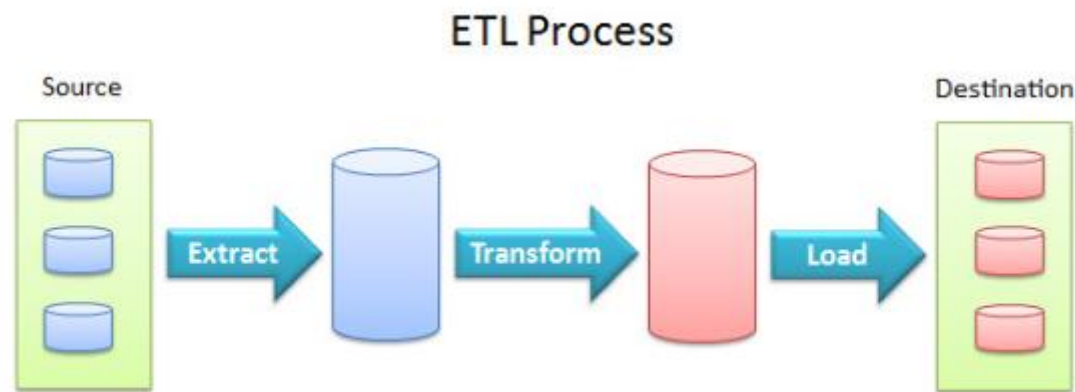 ETL Process
Source
Destination
Extract
Transform
Load